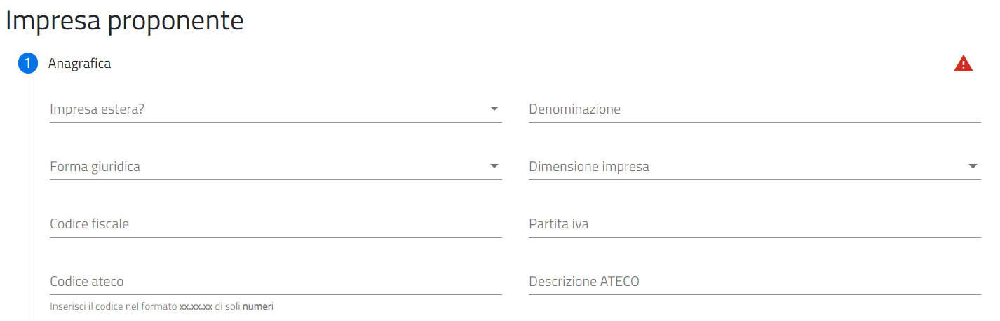 Impresa proponente
1 Anagrafica
Impresa estera? Denominazione
Forma giuridica Dimensione impresa
Codice fiscale Partita iva
Codice ateco Descrizione ATECO
Inserisci il codice nel formato xx.xx.xx di soli numeri